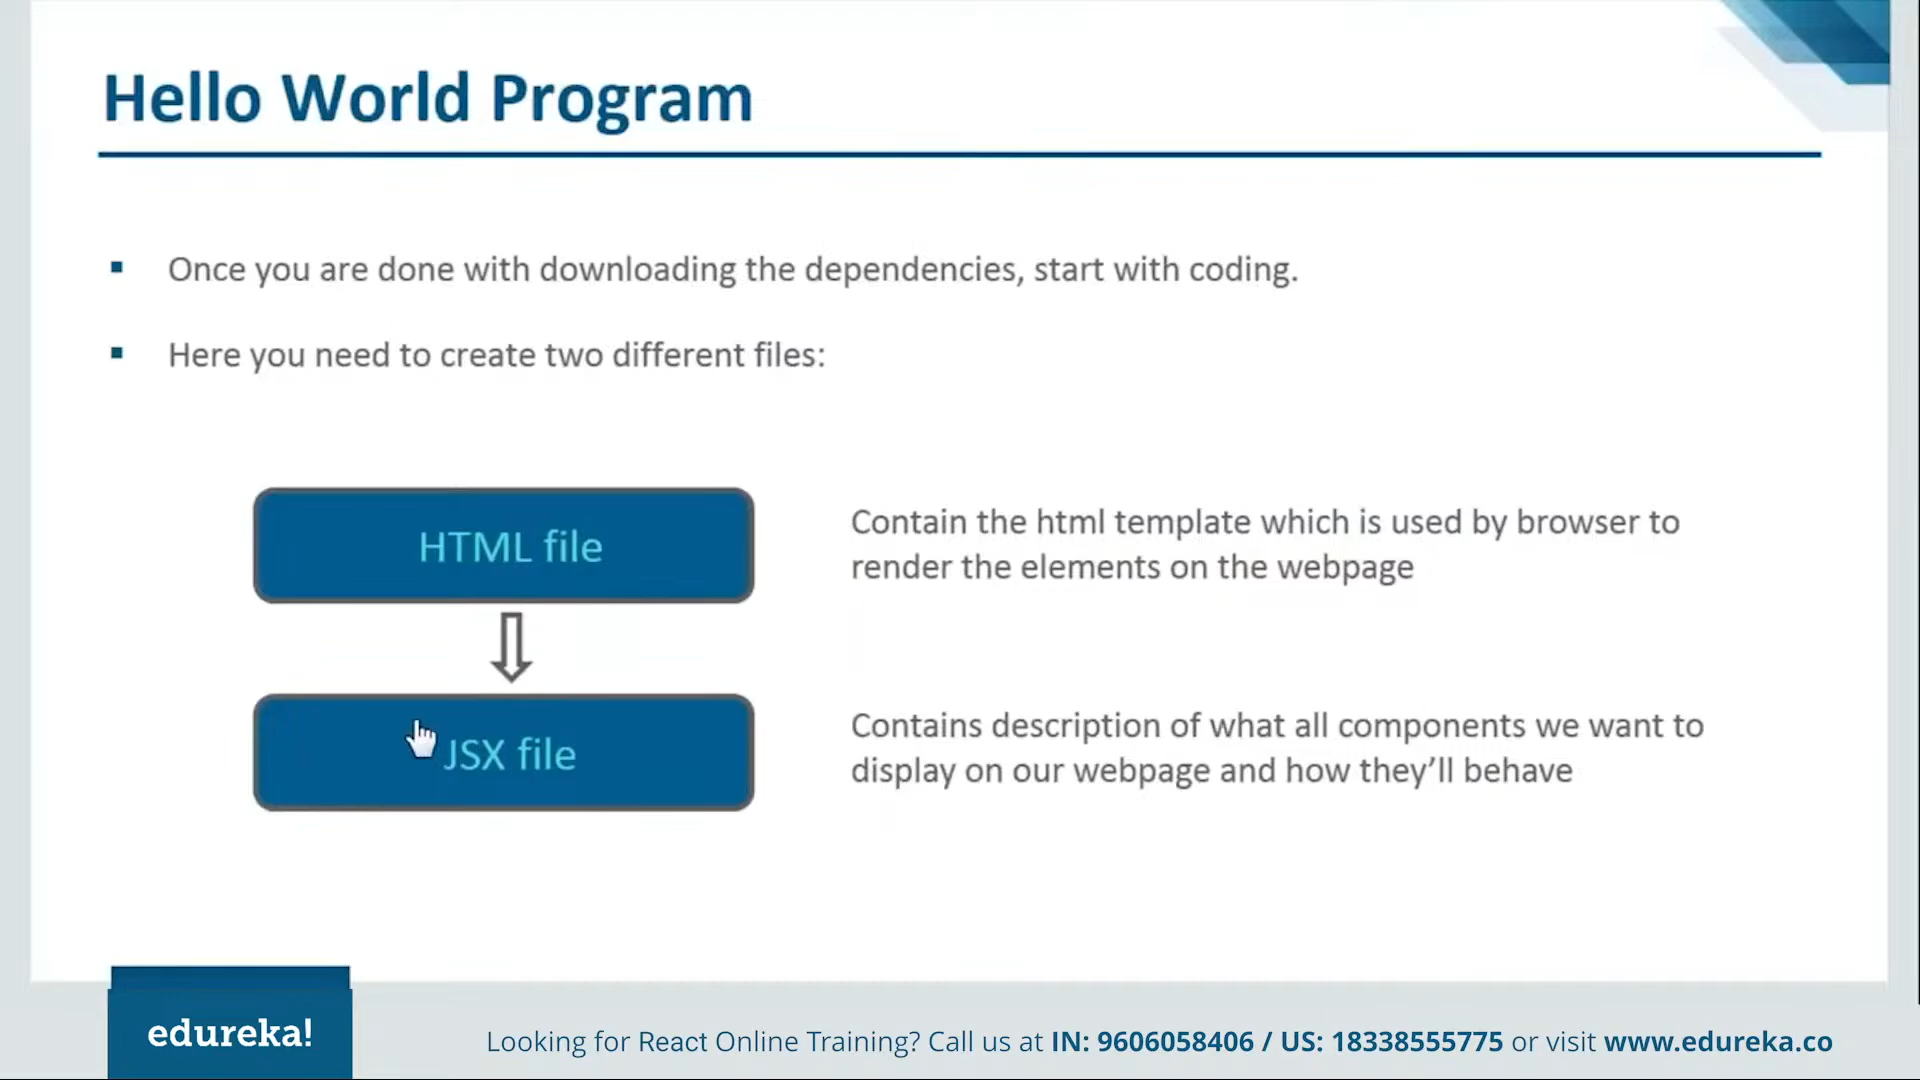 Hello World Program
Once you are done with downloading the dependencies, start with coding.
Here you need to create two different files:
HTML file
Contain the html template which is used by browser to
render the elements on the webpage
JSX file
Contains description of what all components we want to
display on our webpage and how they’ll behave
edureka!
Looking for React Online Training? Call us at IN: 9606058406 / US: 18338555775 or visit www.edureka.co